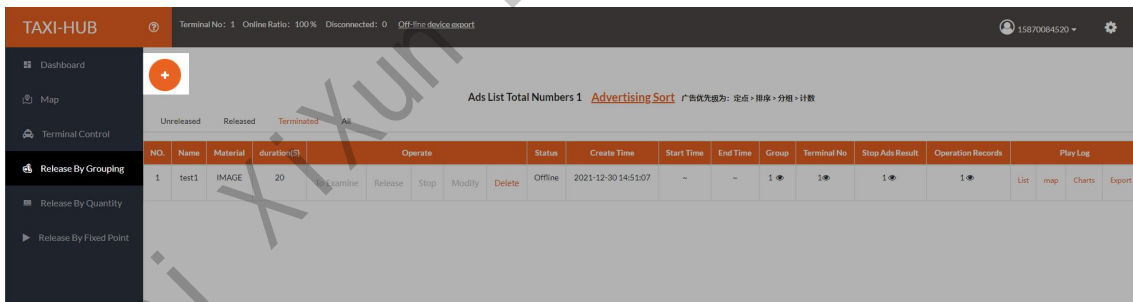 TAXI-HUB
Terminal No: 1 Online Ratio: 100% Disconnected: 0 Off-fline device export
15870084520
Dashboard
Map
Terminal Control
Release By Grouping
Release By Quantity
Release By Fixed Point
Ads List Total Numbers 1 Advertising Sort 广告优先级为: 定点>排序>分组>计数
Unreleased Released Terminated All
NO. Name Material duration(S) Operate Status Create Time Start Time End Time Group Terminal No Stop Ads Result Operation Records Play Log
1 test1 IMAGE 20 To Examine Release Stop Modify Delete Offline 2021-12-30 14:51:07 ~ ~ 1 1 1 1 List map Charts Export
XiXun